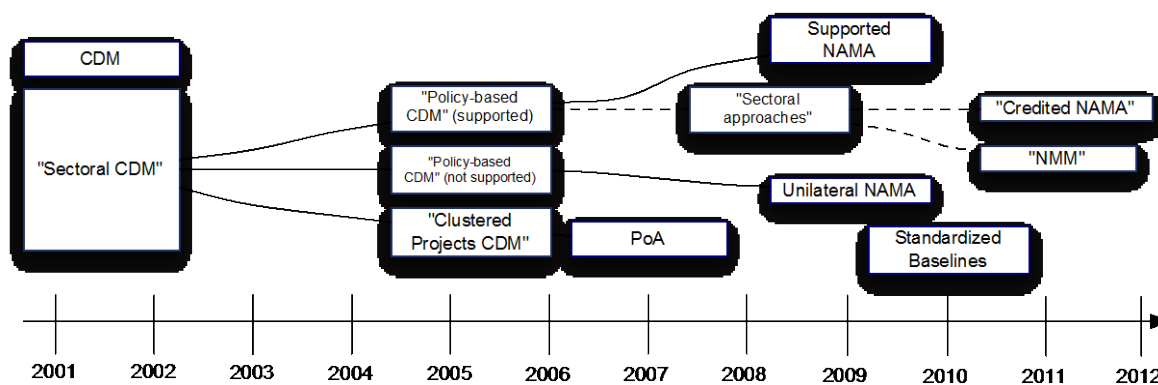 CDM
"Sectoral CDM"
"Policy-based
CDM" (supported)
"Policy-based
CDM" (not supported)
"Clustered
Projects CDM"
PoA
Supported
NAMA
"Sectoral
approaches"
Unilateral NAMA
Standardized
Baselines
"Credited NAMA"
"NMM"
2001 2002 2003 2004 2005 2006 2007 2008 2009 2010 2011 2012